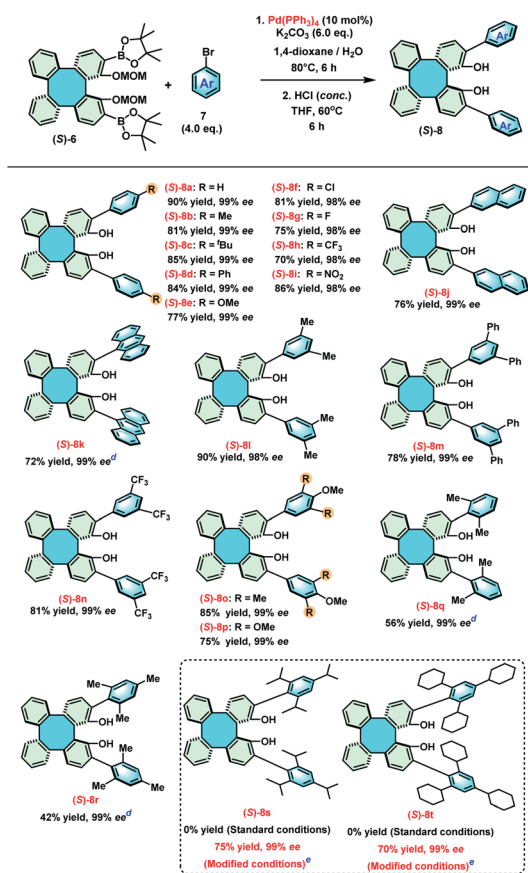 1. Pd(PPh3)4 (10 mol%)
K2CO3 (6.0 eq.)
1,4-dioxane / H2O
80°C, 6 h
2. HCl (conc.)
THF, 60°C
6 h
O
B
O
OMOM
OMOM
O
B
O
(S)-6
+
Br
Ar
7
(4.0 eq.)
Ar
OH
OH
Ar
(S)-8
R
OH
OH
R
(S)-8a: R = H
90% yield, 99% ee
(S)-8b: R = Me
81% yield, 99% ee
(S)-8c: R = tBu
85% yield, 99% ee
(S)-8d: R = Ph
84% yield, 99% ee
(S)-8e: R = OMe
77% yield, 99% ee
(S)-8f: R = Cl
81% yield, 98% ee
(S)-8g: R = F
75% yield, 98% ee
(S)-8h: R = CF3
70% yield, 98% ee
(S)-8i: R = NO2
86% yield, 98% ee
OH
OH
(S)-8j
76% yield, 99% ee
OH
OH
(S)-8k
72% yield, 99% ee d
Me
Me
OH
OH
Me
Me
(S)-8l
90% yield, 98% ee
Ph
Ph
OH
OH
Ph
Ph
(S)-8m
78% yield, 99% ee
CF3
CF3
OH
OH
CF3
CF3
(S)-8n
81% yield, 99% ee
R
OMe
R
OH
OH
R
OMe
R
(S)-8o: R = Me
85% yield, 99% ee
(S)-8p: R = OMe
75% yield, 99% ee
Me
Me
OH
OH
Me
Me
(S)-8q
56% yield, 99% ee d
Me
Me
Me
OH
OH
Me
Me
Me
(S)-8r
42% yield, 99% ee d
OH
OH
(S)-8s
0% yield (Standard conditions)
75% yield, 99% ee
(Modified conditions) e
OH
OH
(S)-8t
0% yield (Standard conditions)
70% yield, 99% ee
(Modified conditions) e